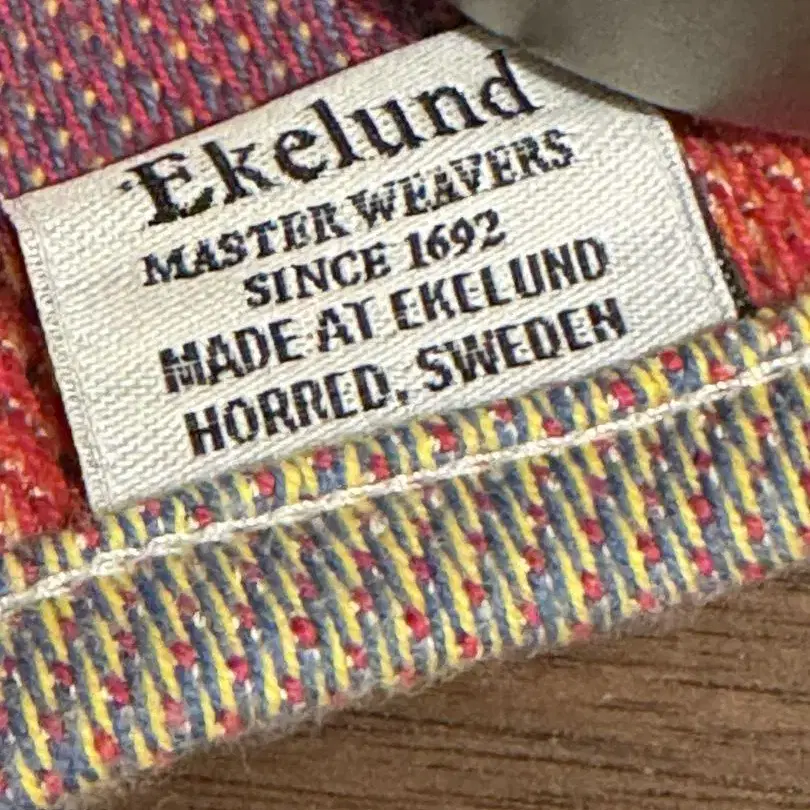 Ekelund
MASTER WEAVERS
SINCE 1692
MADE AT EKELUND
HORRED, SWEDEN